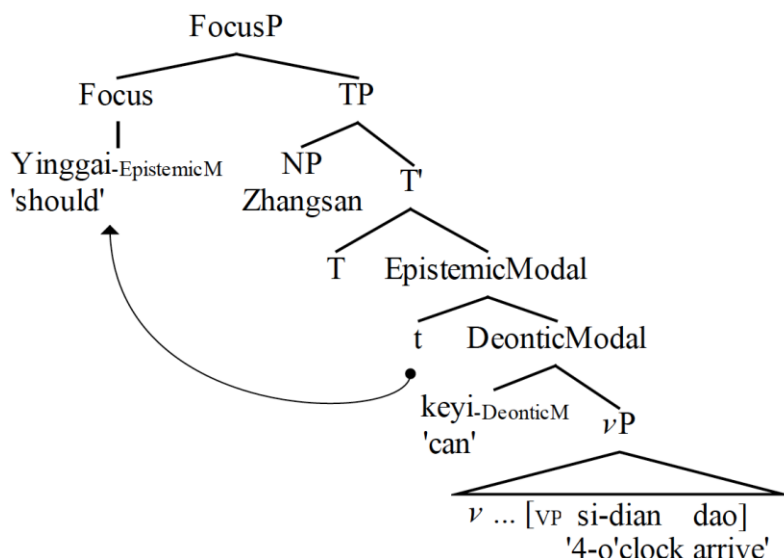 FocusP
Focus TP
Yinggai-EpistemicM NP T'
'should' Zhangsan
T EpistemicModal
t DeonticModal
keyi-DeonticM νP
'can'
ν ... [VP si-dian dao]
'4-o'clock arrive'